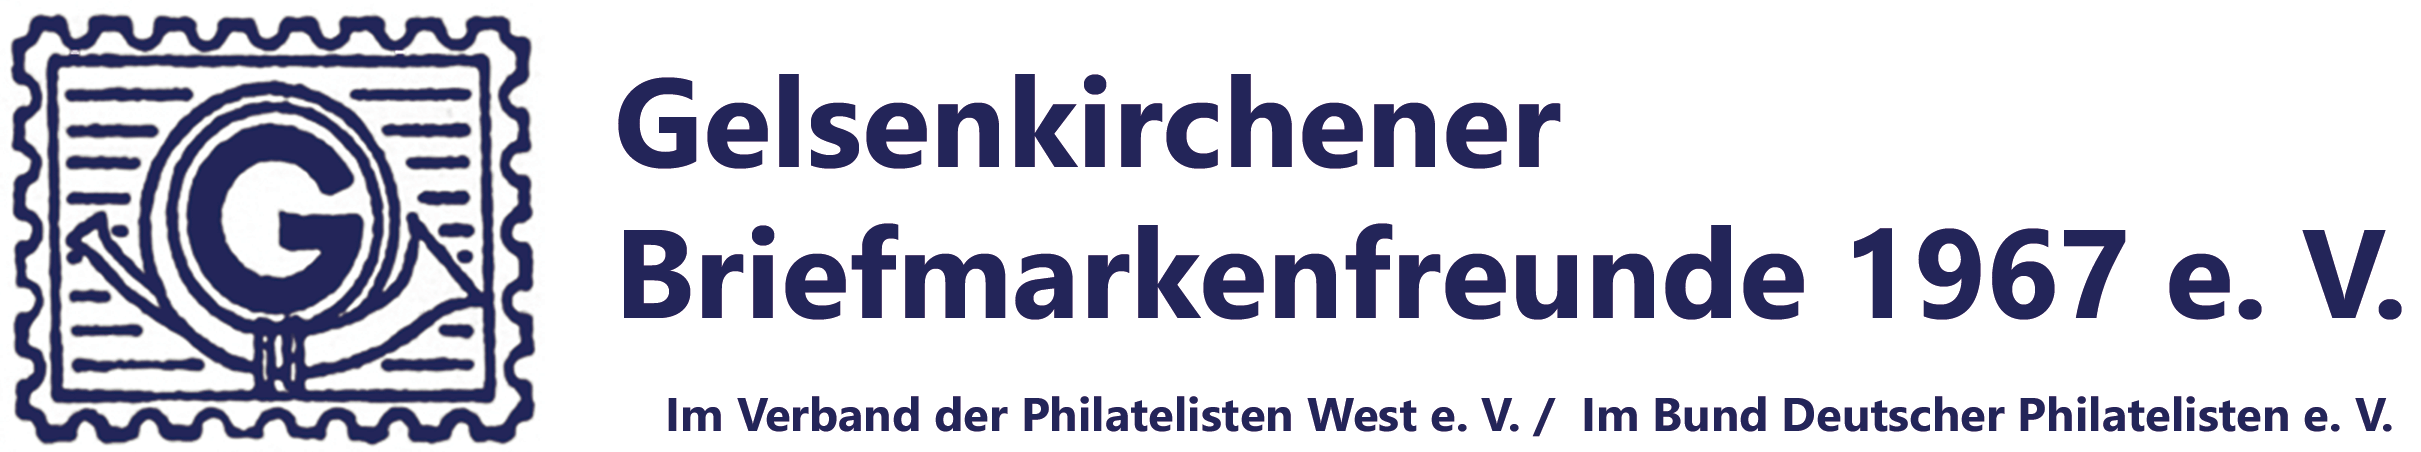 G
Gelsenkirchener
Briefmarkenfreunde 1967 e. V.
Im Verband der Philatelisten West e. V. / Im Bund Deutscher Philatelisten e. V.